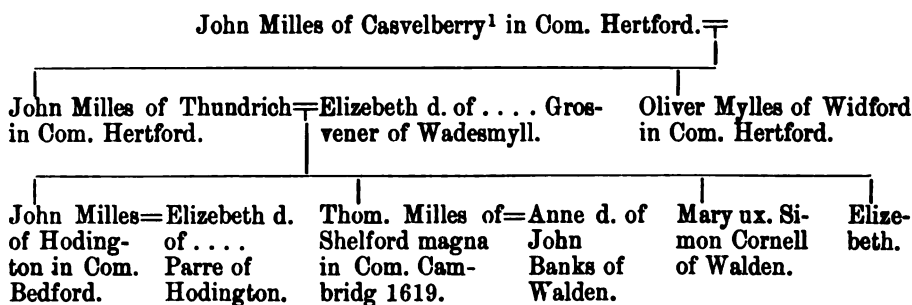 John Milles of Casvelberry¹ in Com. Hertford.
John Milles of Thundrich=Elizebeth d. of . . . . Gros-
in Com. Hertford. vener of Wadesmyll.
Oliver Mylles of Widford
in Com. Hertford.
John Milles=Elizebeth d.
of Hoding- of . . . .
ton in Com. Parre of
Bedford. Hodington.
Thom. Milles of=Anne d. of
Shelford magna John
in Com. Cam- Banks of
bridg 1619. Walden.
Mary ux. Si-
mon Cornell
of Walden.
Elize-
beth.